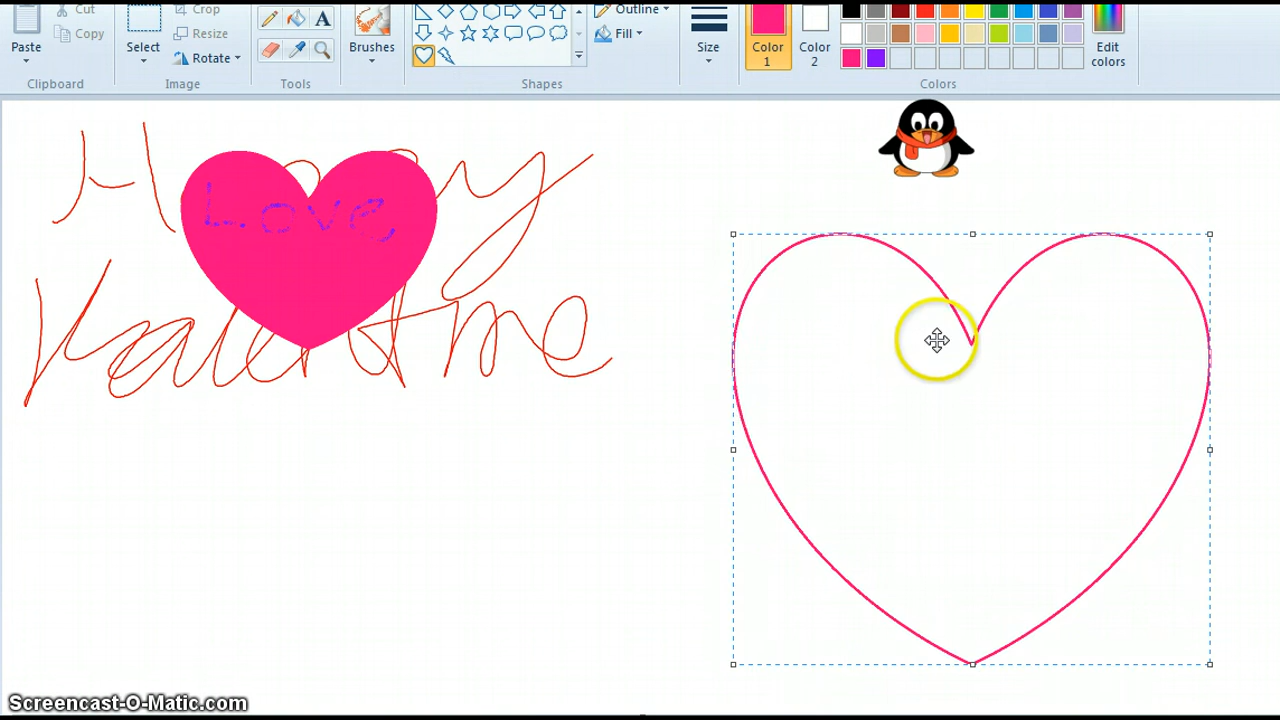 Cut
Copy
Paste
Clipboard
Crop
Resize
Rotate
Select
Image
A
Tools
Brushes
Outline
Fill
Shapes
Size
Color 1
Color 2
Edit colors
Colors
Love
Screencast-O-Matic.com